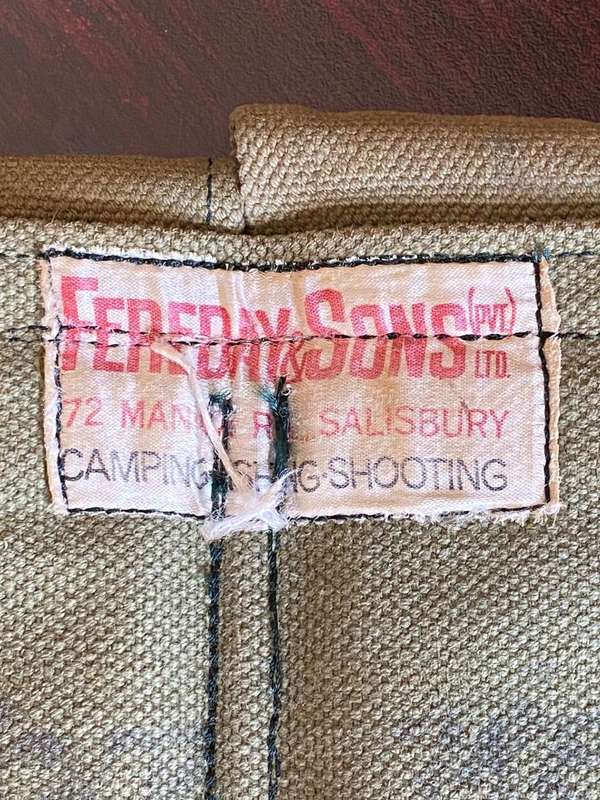 FEREDAY & SONS (PVT) LTD.
72 SALISBURY
CAMPING SHOOTING